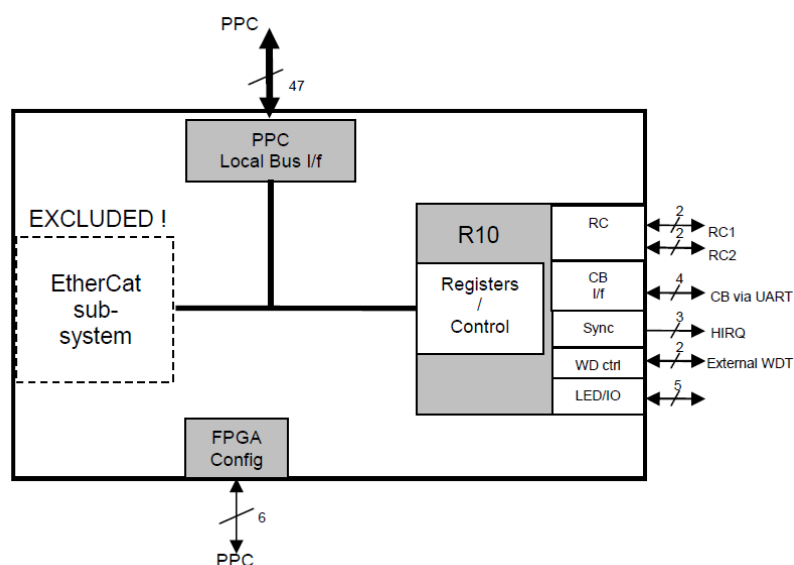 PPC
47
PPC
Local Bus I/f
EXCLUDED !
EtherCat
sub-
system
R10
Registers
/
Control
RC
CB
I/f
Sync
WD ctrl
LED/IO
2
RC1
2
RC2
4
CB via UART
3
HIRQ
2
External WDT
5
FPGA
Config
6
PPC